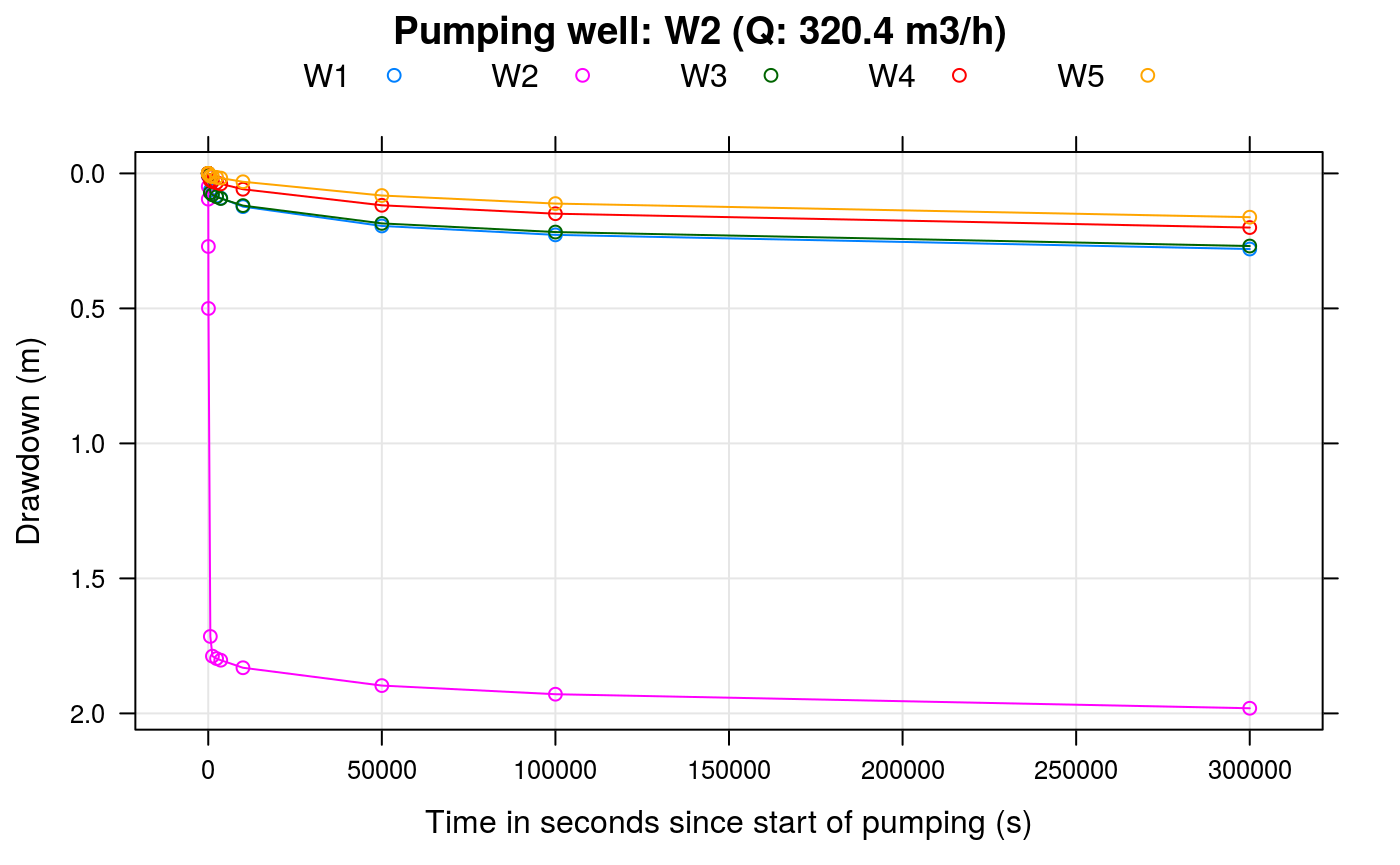 Pumping well: W2 (Q: 320.4 m3/h)
W1 W2 W3 W4 W5
0.0
0.5
1.0
1.5
2.0
Drawdown (m)
0 50000 100000 150000 200000 250000 300000
Time in seconds since start of pumping (s)